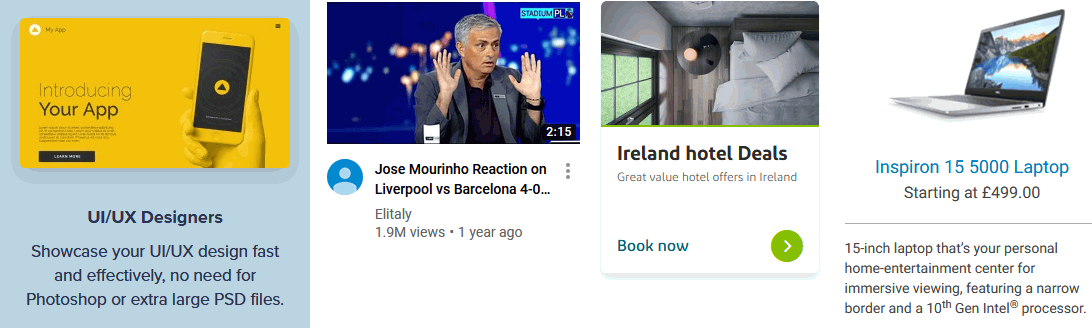 My App
Introducing
Your App
LEARN MORE
UI/UX Designers
Showcase your UI/UX design fast
and effectively, no need for
Photoshop or extra large PSD files.
STADIUM PL
2:15
Jose Mourinho Reaction on
Liverpool vs Barcelona 4-0...
Elitaly
1.9M views • 1 year ago
Ireland hotel Deals
Great value hotel offers in Ireland
Book now
Inspiron 15 5000 Laptop
Starting at £499.00
15-inch laptop that's your personal
home-entertainment center for
immersive viewing, featuring a narrow
border and a 10th Gen Intel® processor.